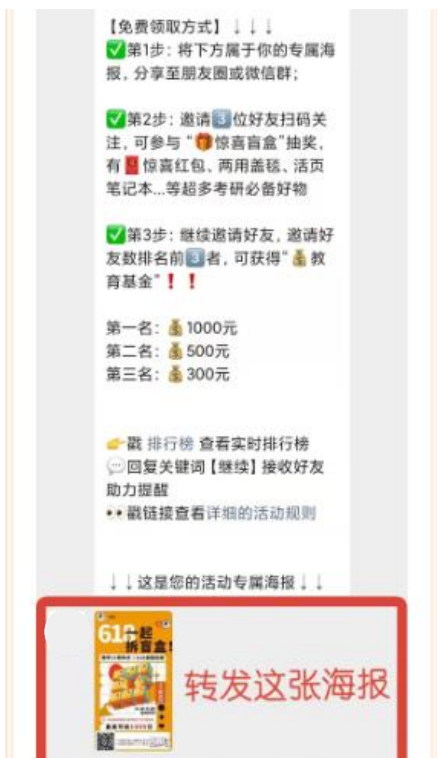 【免费领取方式】↓↓↓
✅第1步：将下方属于你的专属海
报，分享至朋友圈或微信群；
✅第2步：邀请3️⃣位好友扫码关
注，可参与“🎁惊喜盲盒”抽奖，
有🧧惊喜红包、两用盖毯、活页
笔记本...等超多考研必备好物
✅第3步：继续邀请好友，邀请好
友数排名前3️⃣者，可获得“💰教
育基金”❗❗
第一名：💰1000元
第二名：💰500元
第三名：💰300元
👉戳 排行榜 查看实时排行榜
💬回复关键词【继续】接收好友
助力提醒
👀戳链接查看详细的活动规则
↓↓这是您的活动专属海报↓↓
618一起
拆盲盒！
转发这张海报